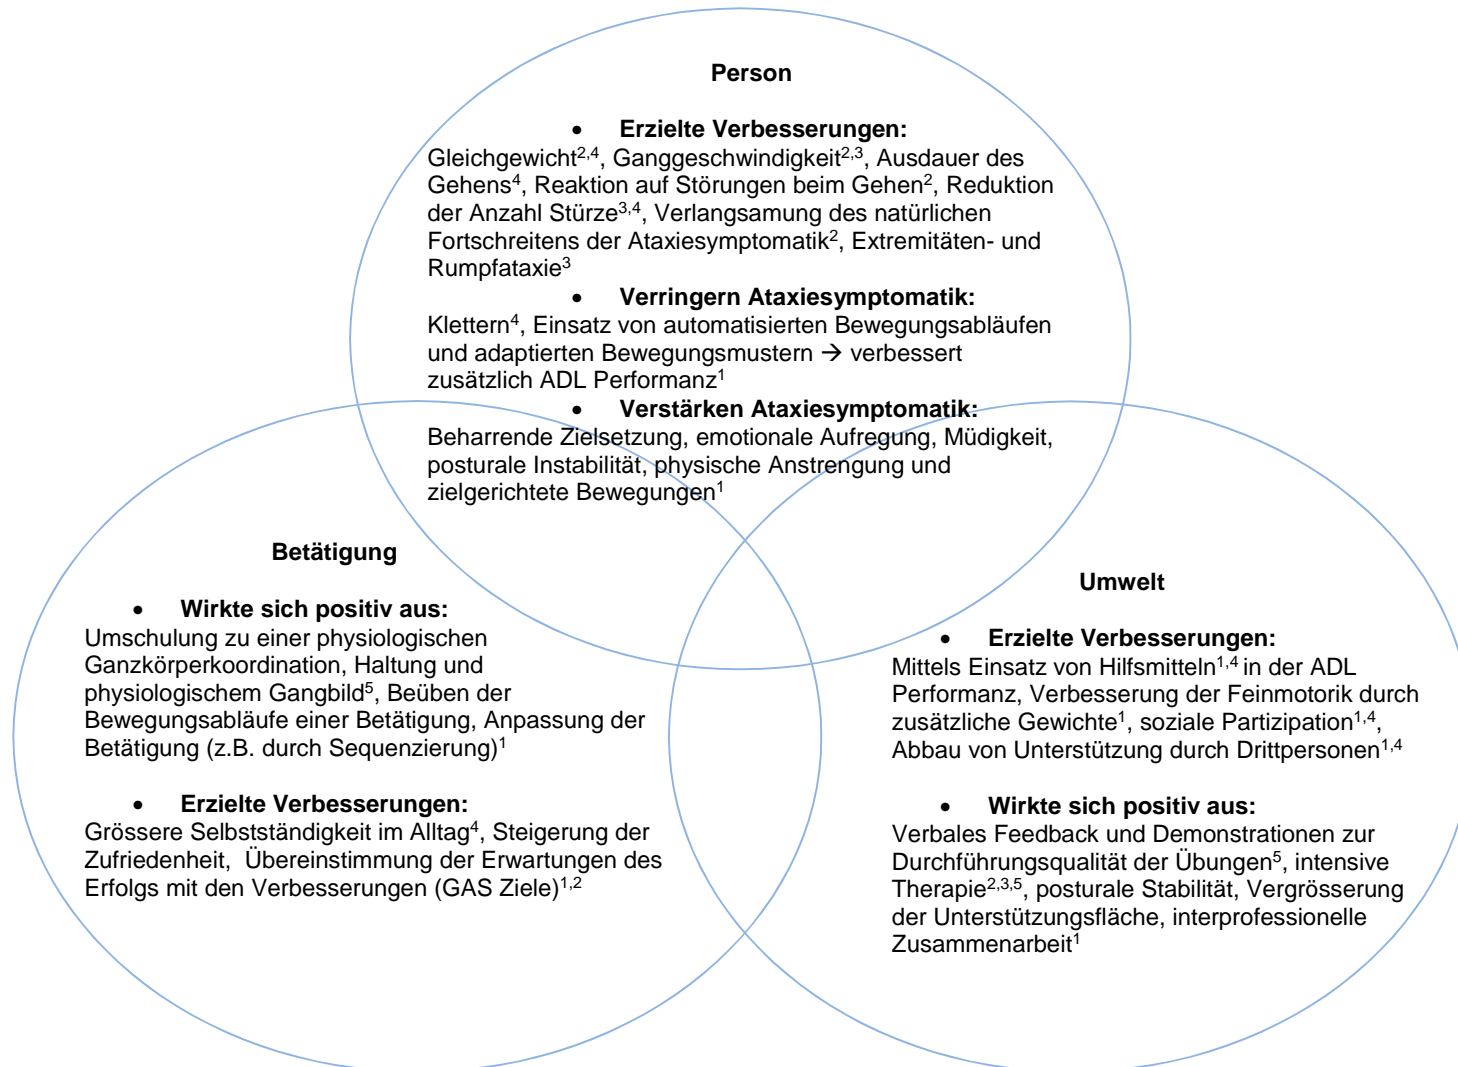 Person
• Erzielte Verbesserungen:
Gleichgewicht2,4, Ganggeschwindigkeit2,3, Ausdauer des
Gehens4, Reaktion auf Störungen beim Gehen2, Reduktion
der Anzahl Stürze3,4, Verlangsamung des natürlichen
Fortschreitens der Ataxiesymptomatik2, Extremitäten- und
Rumpfataxie3
• Verringern Ataxiesymptomatik:
Klettern4, Einsatz von automatisierten Bewegungsabläufen
und adaptierten Bewegungsmustern → verbessert
zusätzlich ADL Performanz1
• Verstärken Ataxiesymptomatik:
Beharrende Zielsetzung, emotionale Aufregung, Müdigkeit,
posturale Instabilität, physische Anstrengung und
zielgerichtete Bewegungen1
Betätigung
• Wirkte sich positiv aus:
Umschulung zu einer physiologischen
Ganzkörperkoordination, Haltung und
physiologischem Gangbild5, Beüben der
Bewegungsabläufe einer Betätigung, Anpassung der
Betätigung (z.B. durch Sequenzierung)1
• Erzielte Verbesserungen:
Grössere Selbstständigkeit im Alltag4, Steigerung der
Zufriedenheit, Übereinstimmung der Erwartungen des
Erfolgs mit den Verbesserungen (GAS Ziele)1,2
Umwelt
• Erzielte Verbesserungen:
Mittels Einsatz von Hilfsmitteln1,4 in der ADL
Performanz, Verbesserung der Feinmotorik durch
zusätzliche Gewichte1, soziale Partizipation1,4,
Abbau von Unterstützung durch Drittpersonen1,4
• Wirkte sich positiv aus:
Verbales Feedback und Demonstrationen zur
Durchführungsqualität der Übungen5, intensive
Therapie2,3,5, posturale Stabilität, Vergrösserung
der Unterstützungsfläche, interprofessionelle
Zusammenarbeit1